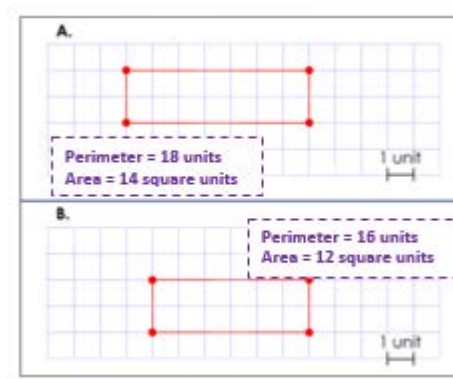 A.
Perimeter = 18 units
Area = 14 square units
1 unit
B.
Perimeter = 16 units
Area = 12 square units
1 unit